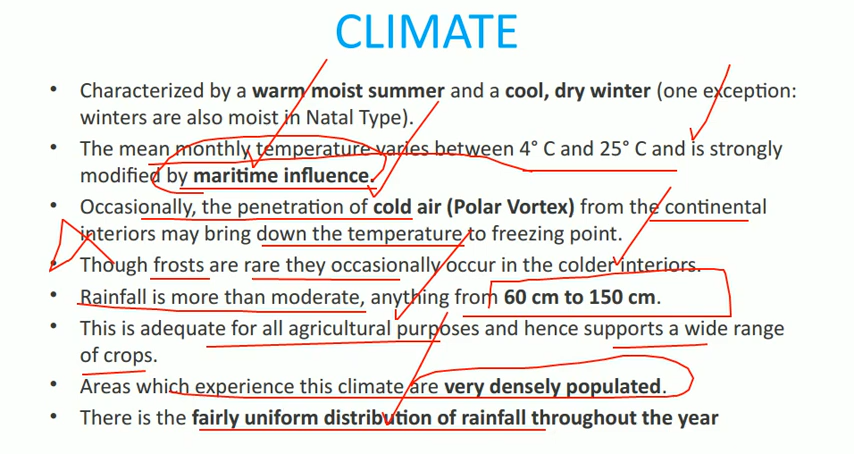 CLIMATE
• Characterized by a warm moist summer and a cool, dry winter (one exception:
winters are also moist in Natal Type).
• The mean monthly temperature varies between 4° C and 25° C and is strongly
modified by maritime influence.
• Occasionally, the penetration of cold air (Polar Vortex) from the continental
interiors may bring down the temperature to freezing point.
• Though frosts are rare they occasionally occur in the colder interiors.
• Rainfall is more than moderate, anything from 60 cm to 150 cm.
• This is adequate for all agricultural purposes and hence supports a wide range
of crops.
• Areas which experience this climate are very densely populated.
• There is the fairly uniform distribution of rainfall throughout the year